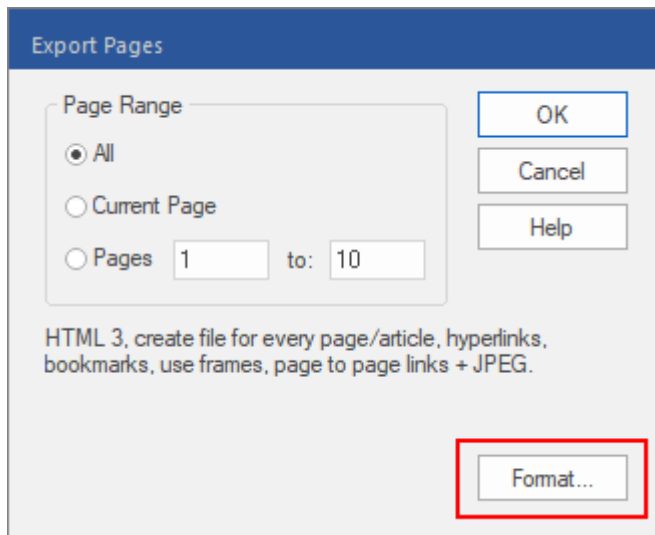 Export Pages
Page Range
All
Current Page
Pages 1 to: 10
OK
Cancel
Help
HTML 3, create file for every page/article, hyperlinks,
bookmarks, use frames, page to page links + JPEG.
Format...